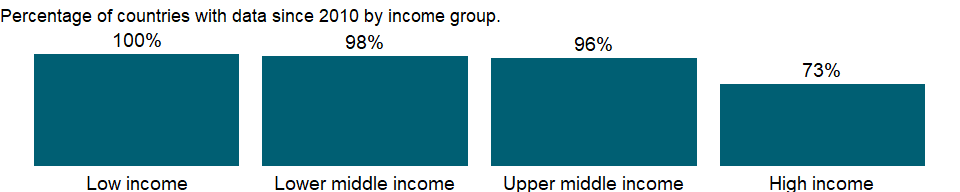 Percentage of countries with data since 2010 by income group.
100% 98% 96% 73%
Low income Lower middle income Upper middle income High income